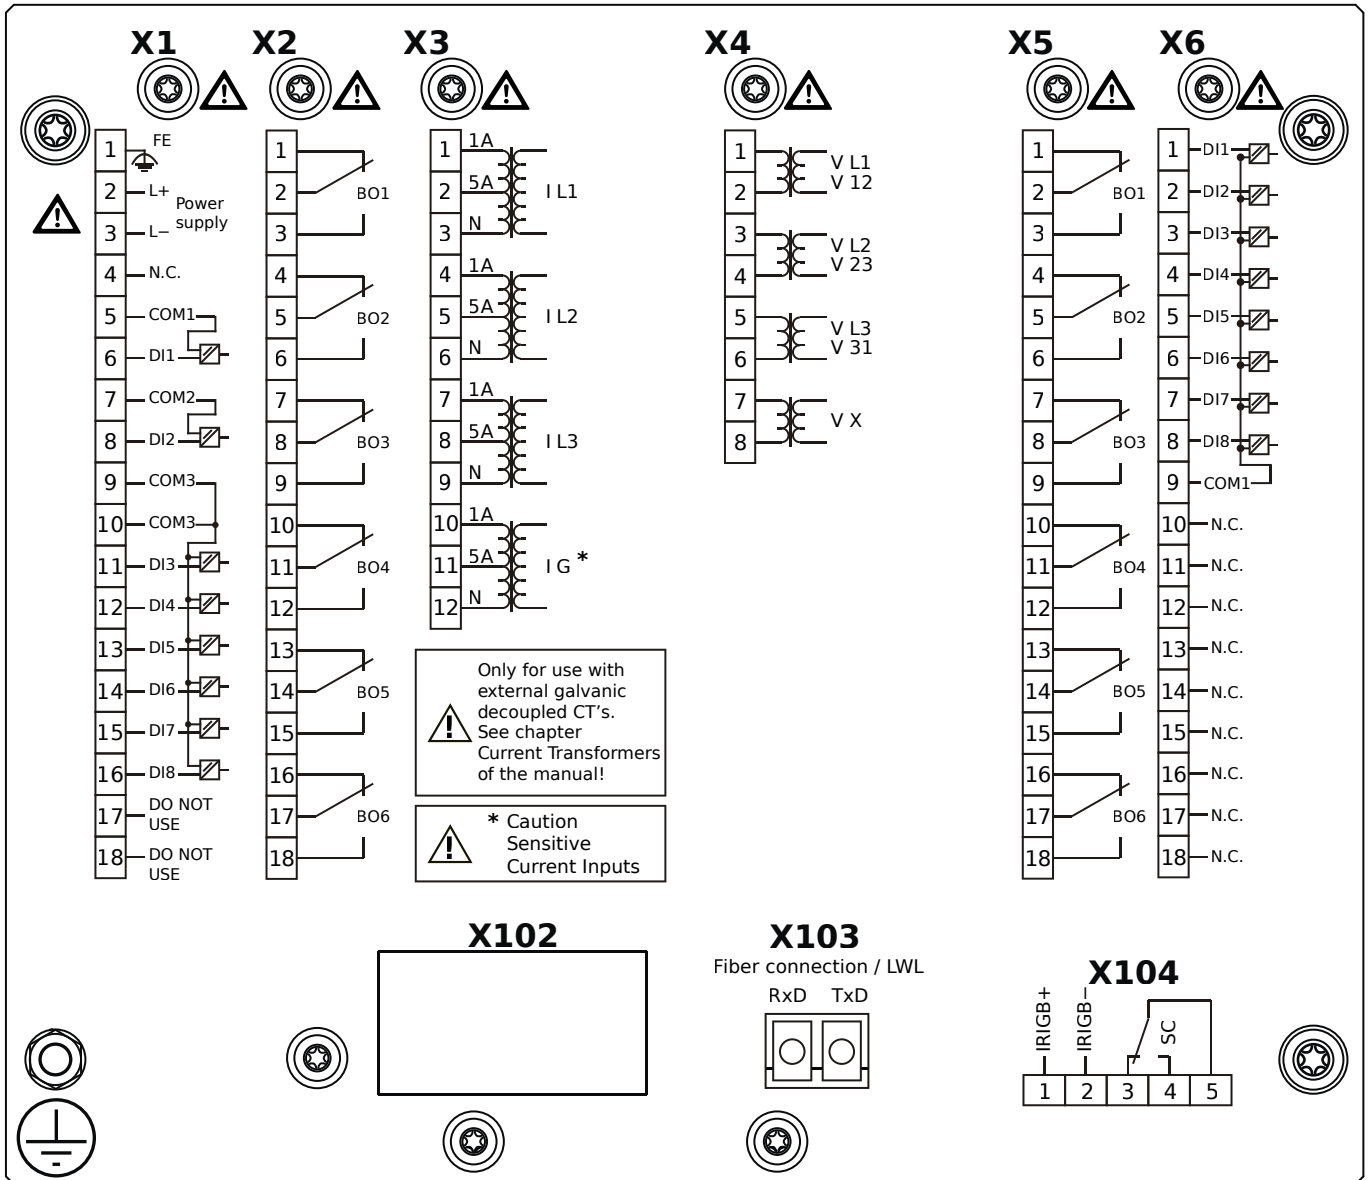 X1
X2
X3
X4
X5
X6
1 FE
2 L+
Power
supply
3 L−
4 N.C.
5 COM1
6 DI1
7 COM2
8 DI2
9 COM3
10 COM3
11 DI3
12 DI4
13 DI5
14 DI6
15 DI7
16 DI8
17 DO NOT
USE
18 DO NOT
USE
1
2 BO1
3
4
5 BO2
6
7
8 BO3
9
10
11 BO4
12
13
14 BO5
15
16
17 BO6
18
1 1A
2 5A I L1
3 N
4 1A
5 5A I L2
6 N
7 1A
8 5A I L3
9 N
10 1A
11 5A I G *
12 N
Only for use with
external galvanic
decoupled CT's.
See chapter
Current Transformers
of the manual!
* Caution
Sensitive
Current Inputs
1 V L1
2 V 12
3 V L2
4 V 23
5 V L3
6 V 31
7 V X
8
1
2 BO1
3
4
5 BO2
6
7
8 BO3
9
10
11 BO4
12
13
14 BO5
15
16
17 BO6
18
1 DI1
2 DI2
3 DI3
4 DI4
5 DI5
6 DI6
7 DI7
8 DI8
9 COM1
10 N.C.
11 N.C.
12 N.C.
13 N.C.
14 N.C.
15 N.C.
16 N.C.
17 N.C.
18 N.C.
X102
X103
Fiber connection / LWL
RxD TxD
X104
IRIGB+
IRIGB−
SC
1 2 3 4 5